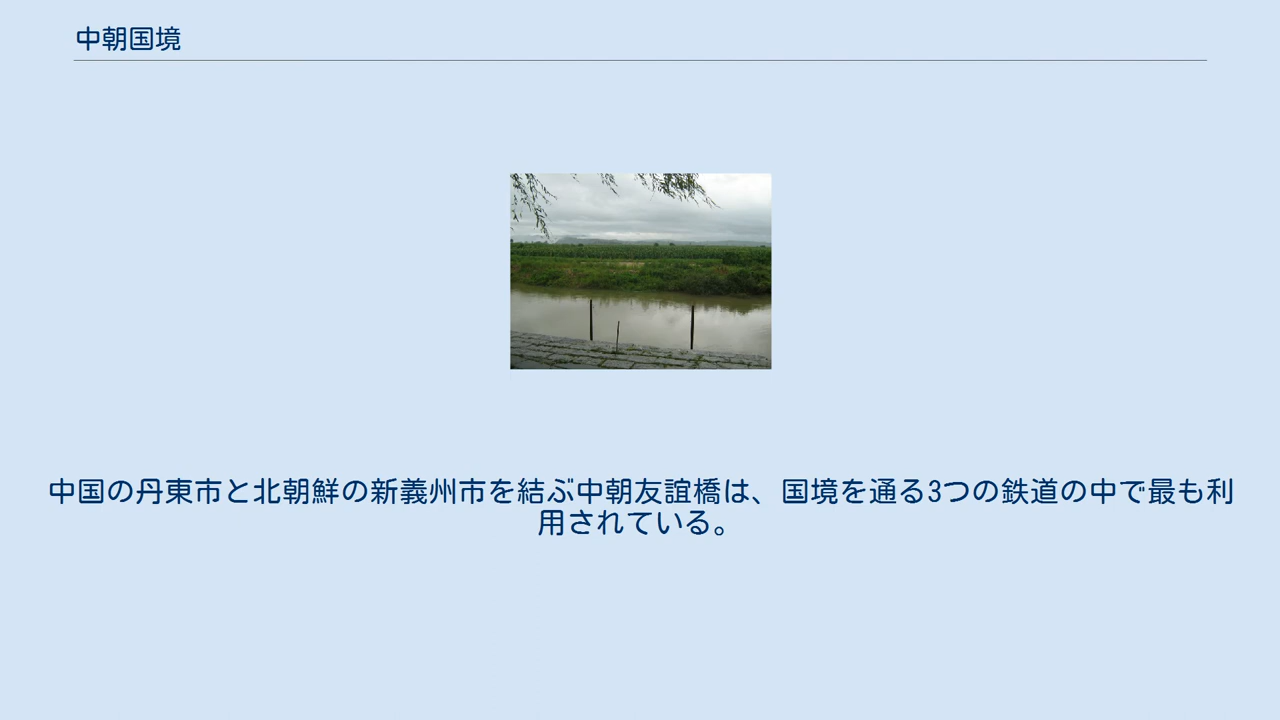 中朝国境
中国の丹東市と北朝鮮の新義州市を結ぶ中朝友誼橋は、国境を通る3つの鉄道の中で最も利
用されている。